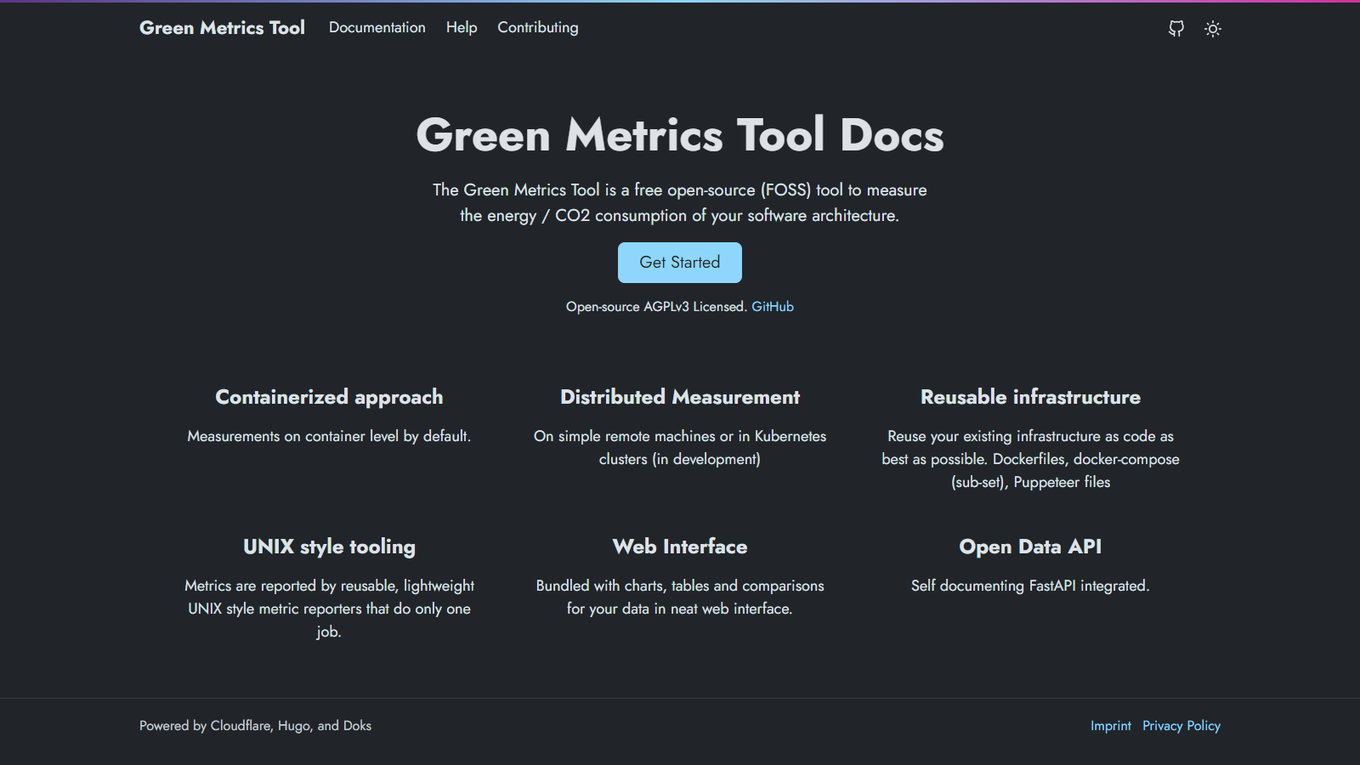 Green Metrics Tool Documentation Help Contributing
Green Metrics Tool Docs
The Green Metrics Tool is a free open-source (FOSS) tool to measure
the energy / CO2 consumption of your software architecture.
Get Started
Open-source AGPLv3 Licensed. GitHub
Containerized approach
Measurements on container level by default.
Distributed Measurement
On simple remote machines or in Kubernetes
clusters (in development)
Reusable infrastructure
Reuse your existing infrastructure as code as
best as possible. Dockerfiles, docker-compose
(sub-set), Puppeteer files
UNIX style tooling
Metrics are reported by reusable, lightweight
UNIX style metric reporters that do only one
job.
Web Interface
Bundled with charts, tables and comparisons
for your data in neat web interface.
Open Data API
Self documenting FastAPI integrated.
Powered by Cloudflare, Hugo, and Doks
Imprint Privacy Policy